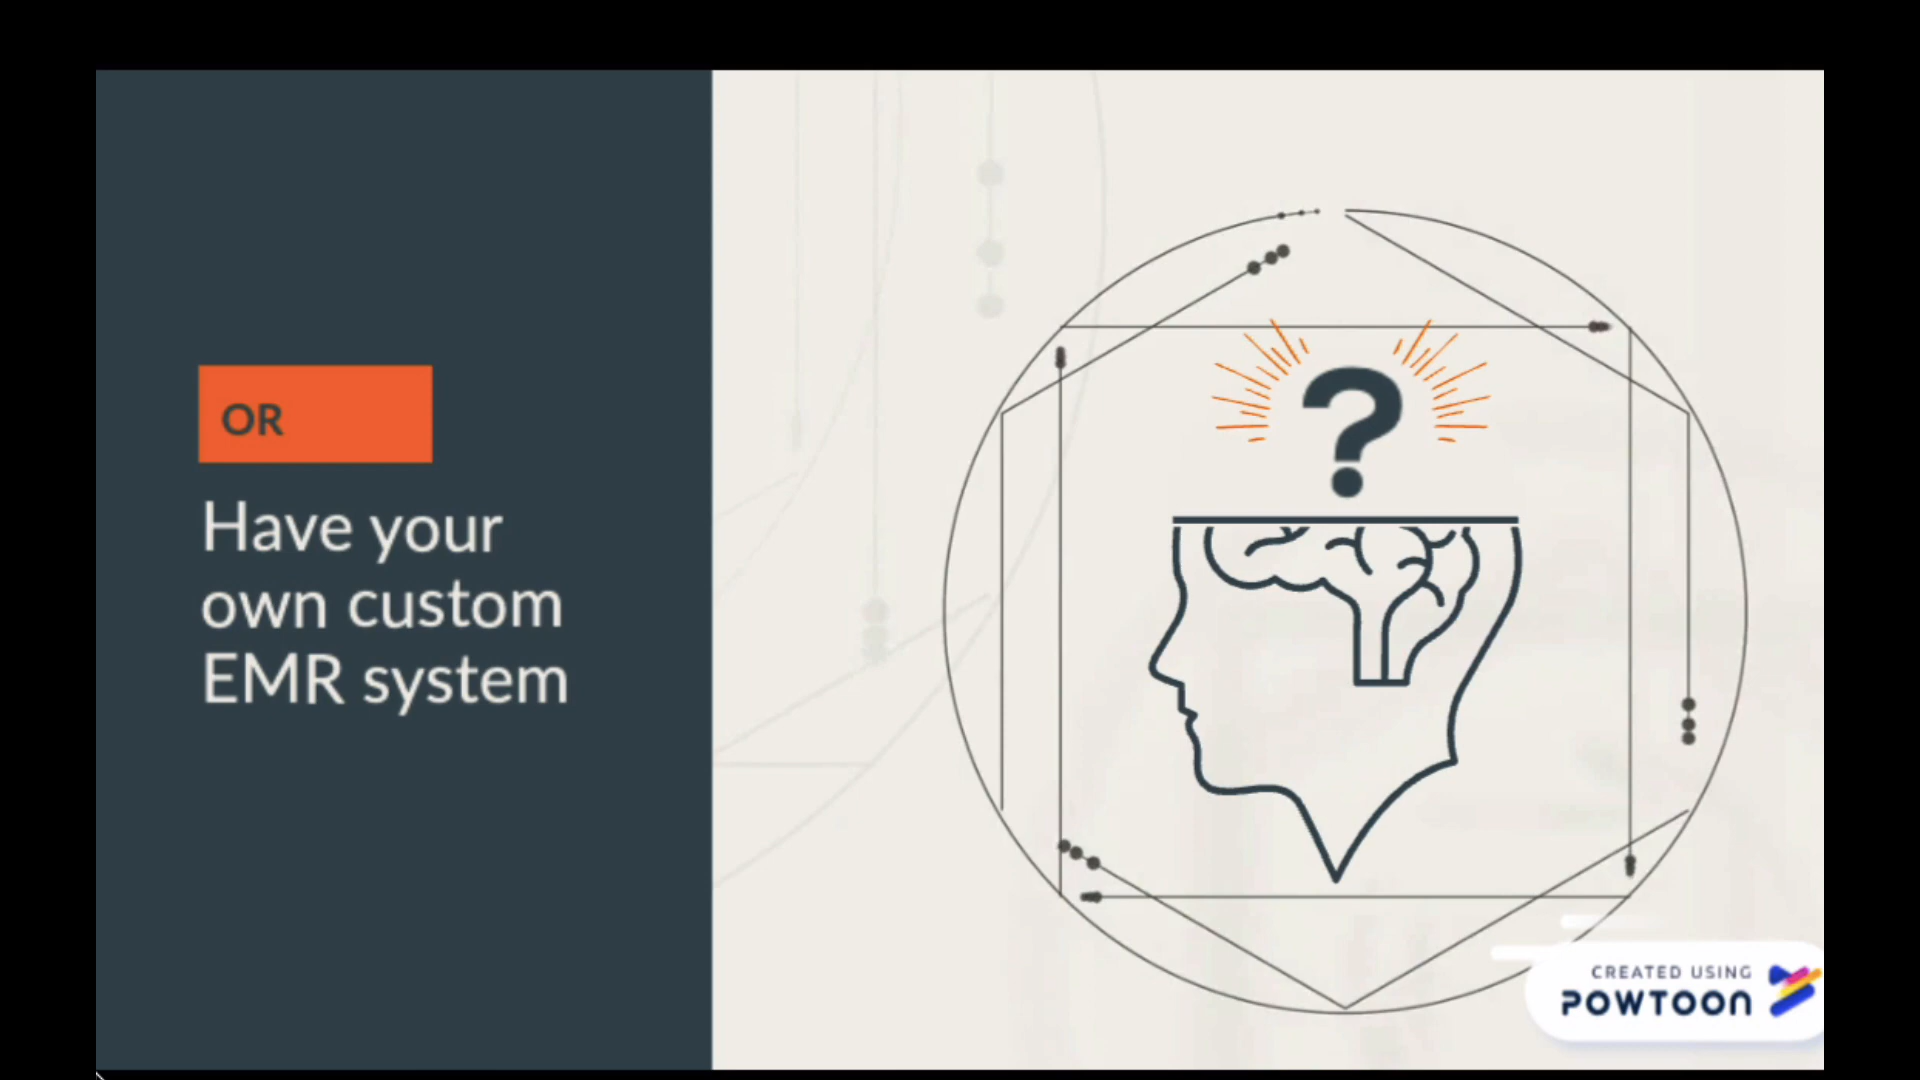 OR
Have your
own custom
EMR system
?
CREATED USING
POWTOON